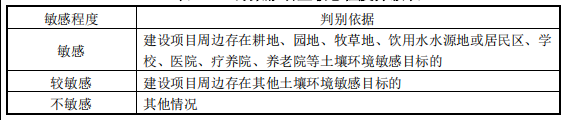 敏感程度 判别依据
敏感 建设项目周边存在耕地、园地、牧草地、饮用水水源地或居民区、学
校、医院、疗养院、养老院等土壤环境敏感目标的
较敏感 建设项目周边存在其他土壤环境敏感目标的
不敏感 其他情况